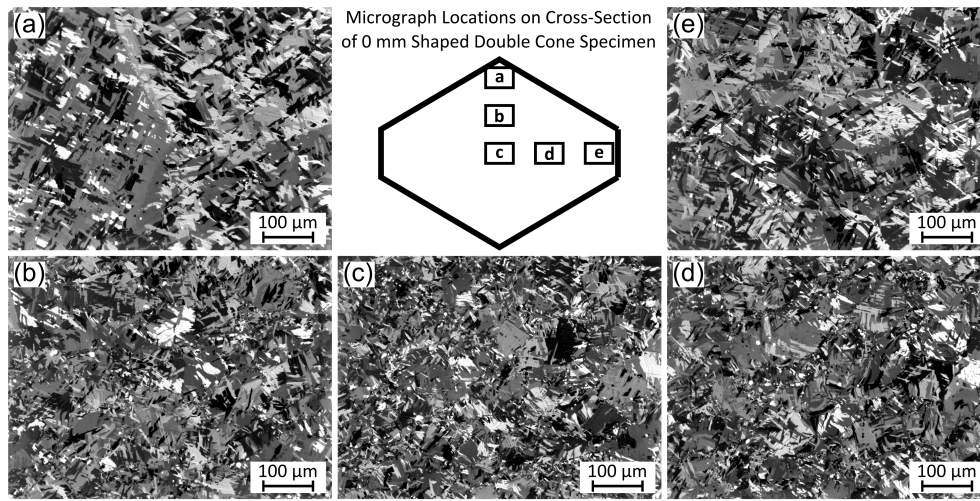 (a)
Micrograph Locations on Cross-Section
of 0 mm Shaped Double Cone Specimen
(e)
a
b
c
d
e
100 µm
100 µm
(b)
(c)
(d)
100 µm
100 µm
100 µm